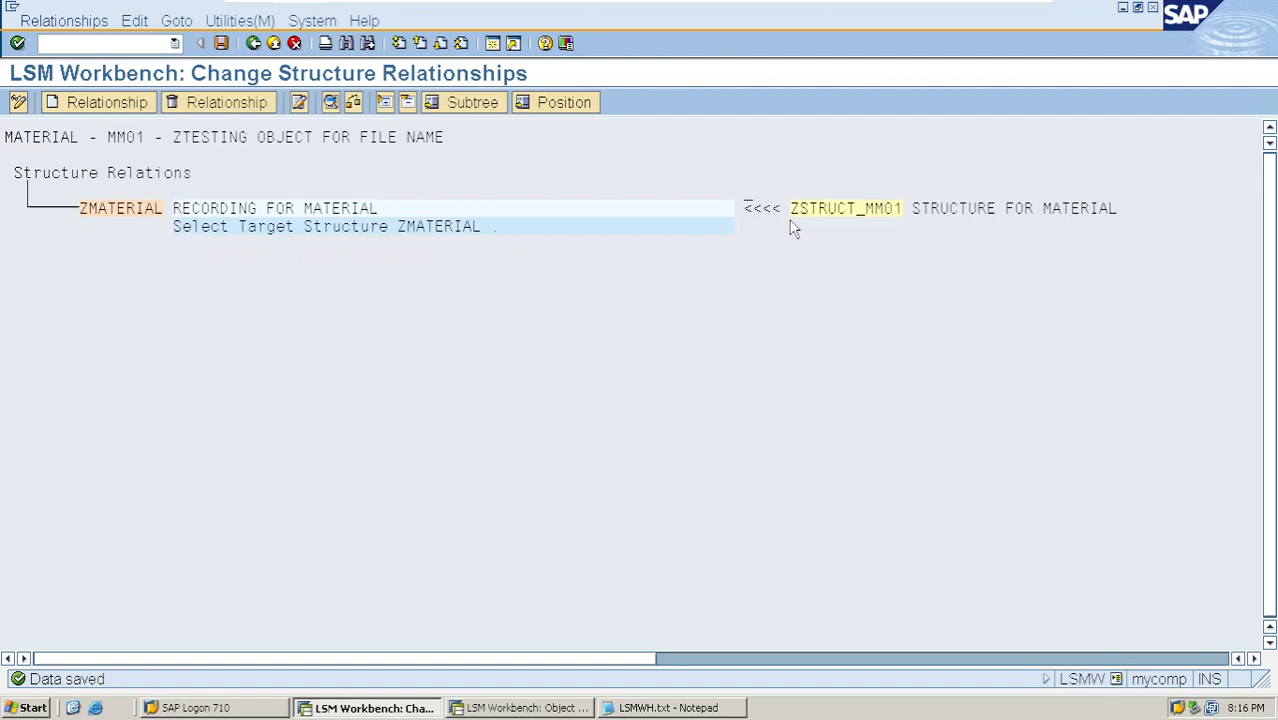 Relationships Edit Goto Utilities(M) System Help
SAP
LSM Workbench: Change Structure Relationships
Relationship Relationship Subtree Position
MATERIAL - MM01 - ZTESTING OBJECT FOR FILE NAME
Structure Relations
ZMATERIAL RECORDING FOR MATERIAL <<<< ZSTRUCT_MM01 STRUCTURE FOR MATERIAL
Select Target Structure ZMATERIAL .
Data saved LSMW mycomp INS
Start SAP Logon 710 LSM Workbench: Cha... LSM Workbench: Object ... LSMWH.txt - Notepad 8:16 PM